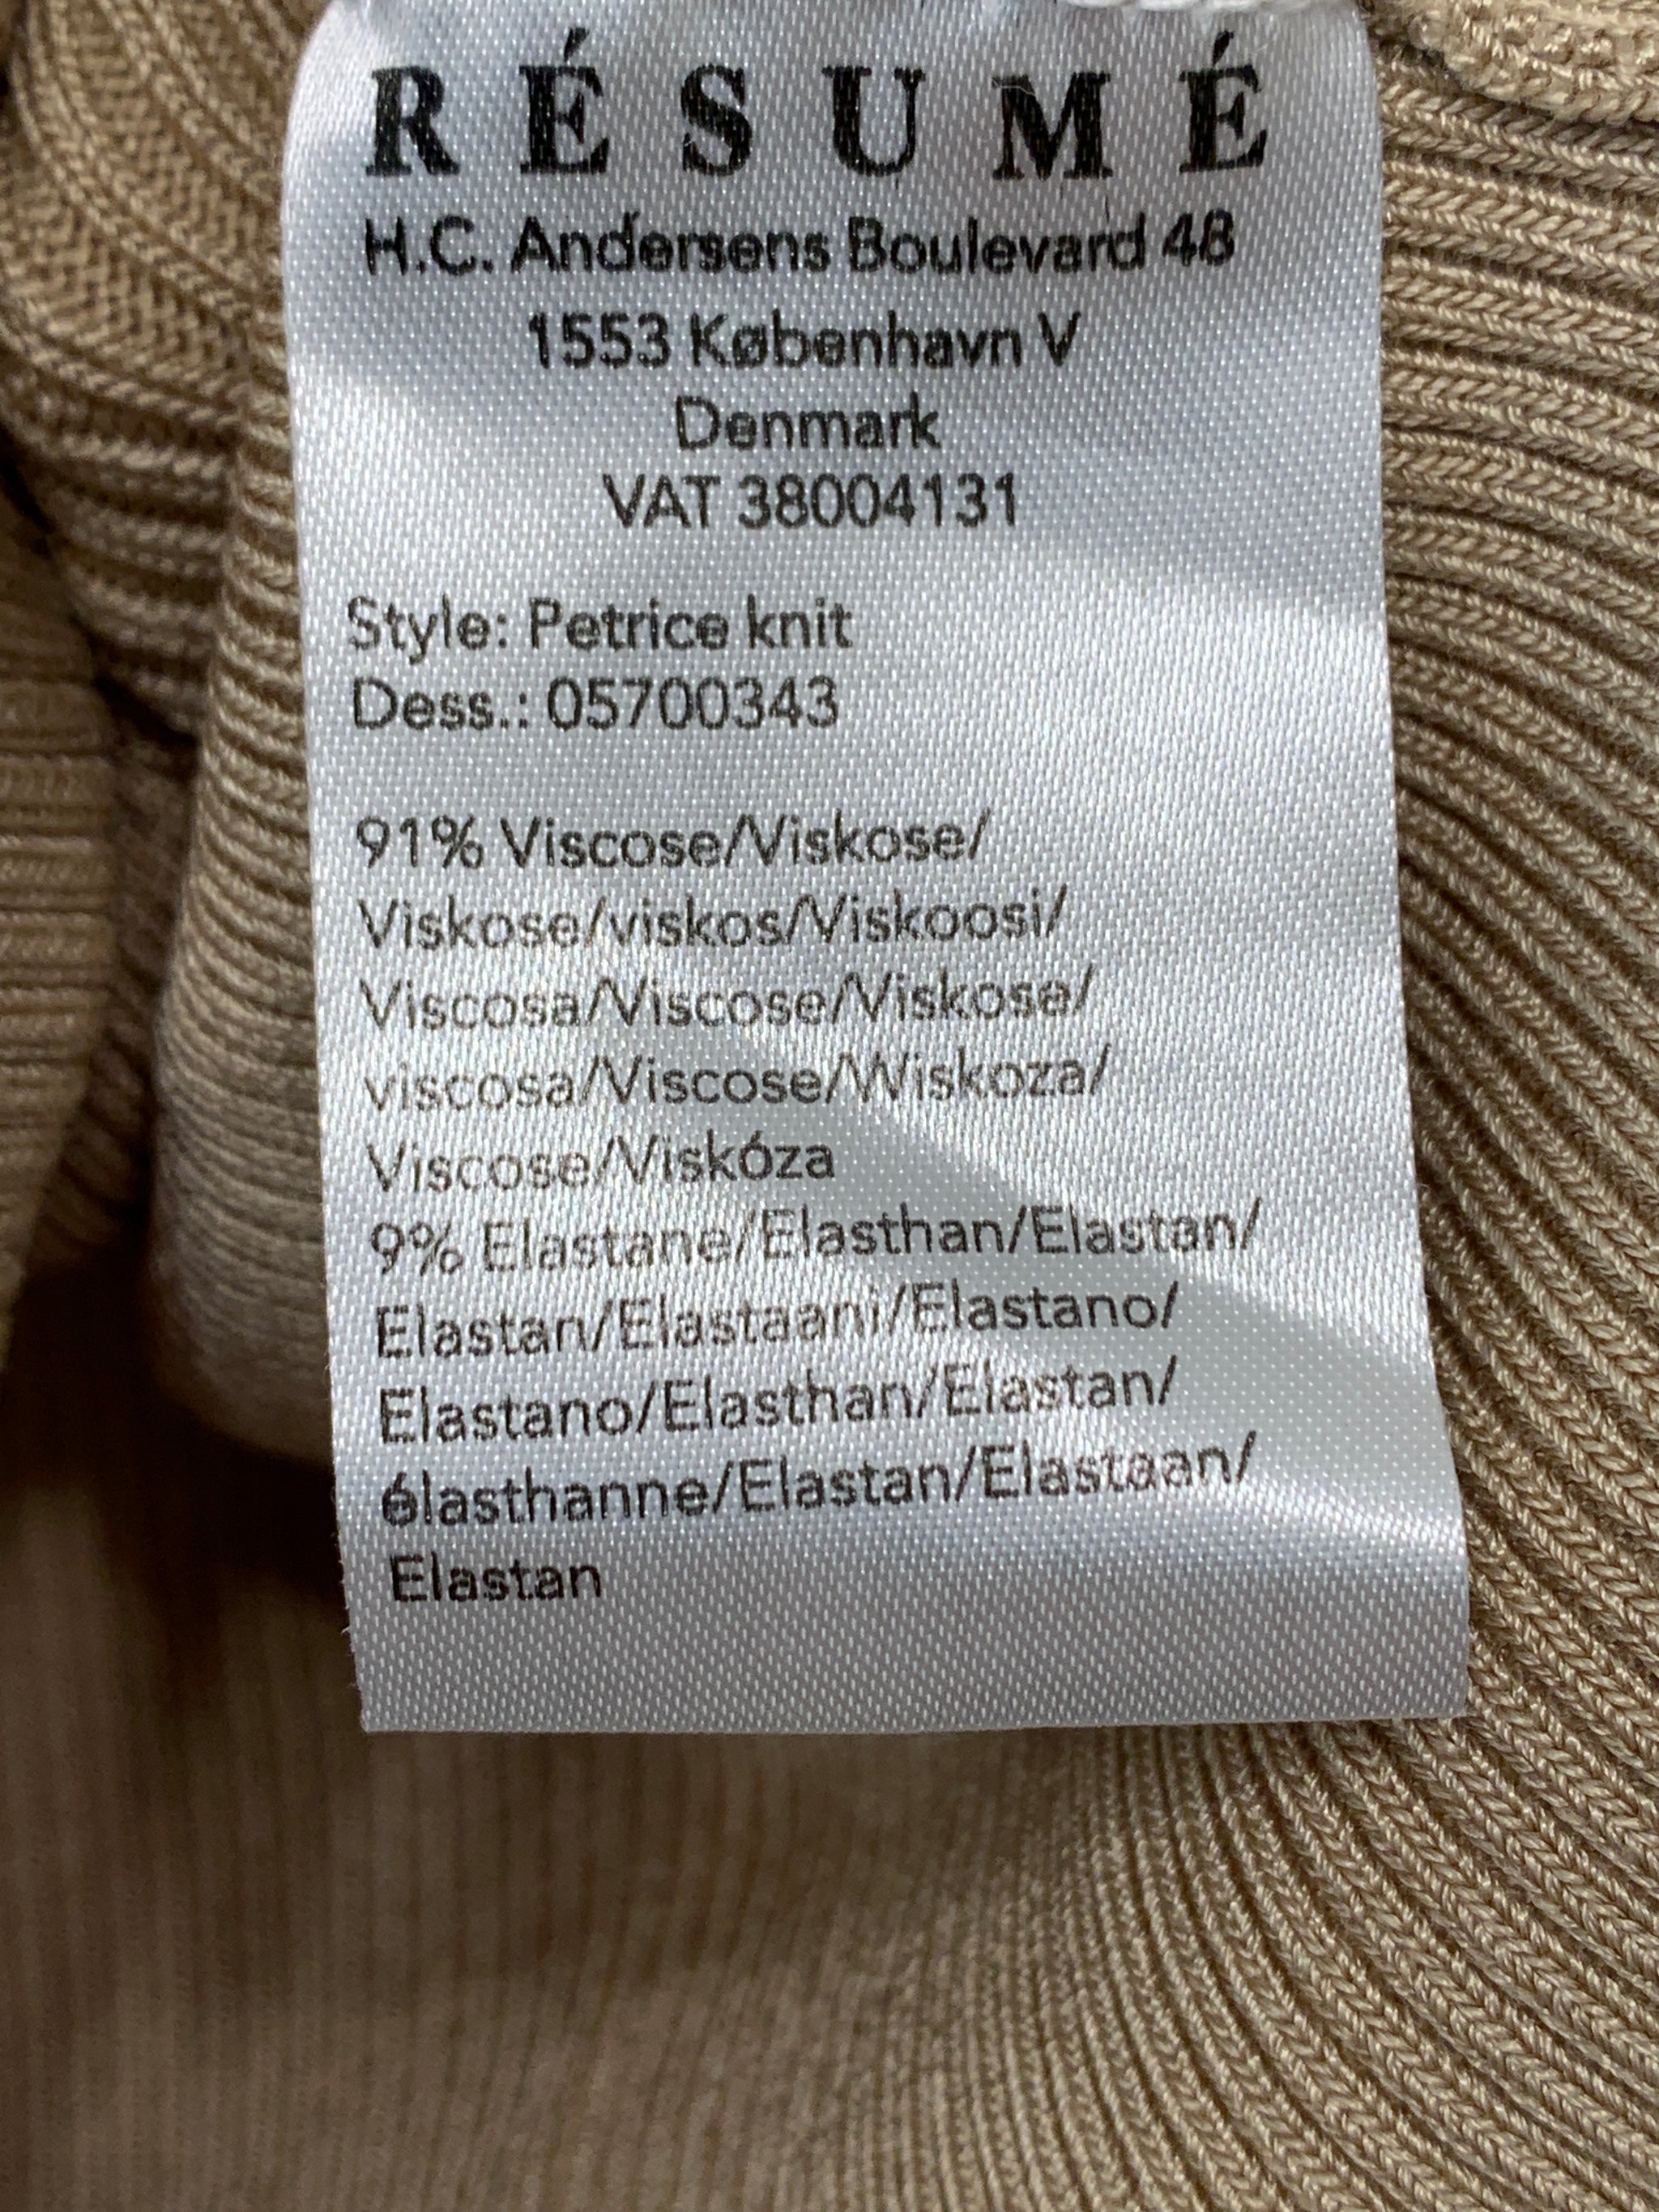 RÉSUMÉ
H.C. Andersens Boulevard 48
1553 København V
Denmark
VAT 38004131
Style: Petrice knit
Dess.: 05700343
91% Viscose/Viskose/
Viskose/viskos/Viskoosi/
Viscosa/Viscose/Viskose/
viscosa/Viscose/Wiskoza/
Viscose/Viskóza
9% Elastane/Elasthan/Elastan/
Elastan/Elastaani/Elastano/
Elastano/Elasthan/Elastan/
élasthanne/Elastan/Elastaan/
Elastan